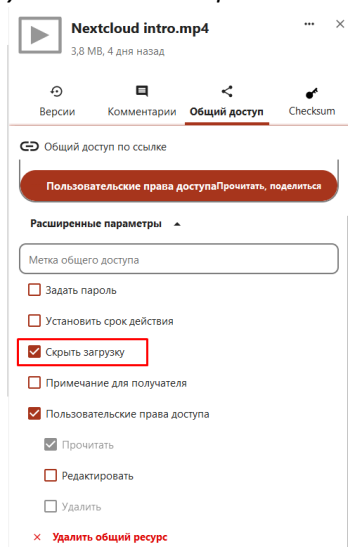 Nextcloud intro.mp4
3,8 MB, 4 дня назад
Версии
Комментарии
Общий доступ
Checksum
Общий доступ по ссылке
Пользовательские права доступаПрочитать, поделиться
Расширенные параметры
Метка общего доступа
Задать пароль
Установить срок действия
Скрыть загрузку
Примечание для получателя
Пользовательские права доступа
Прочитать
Редактировать
Удалить
Удалить общий ресурс